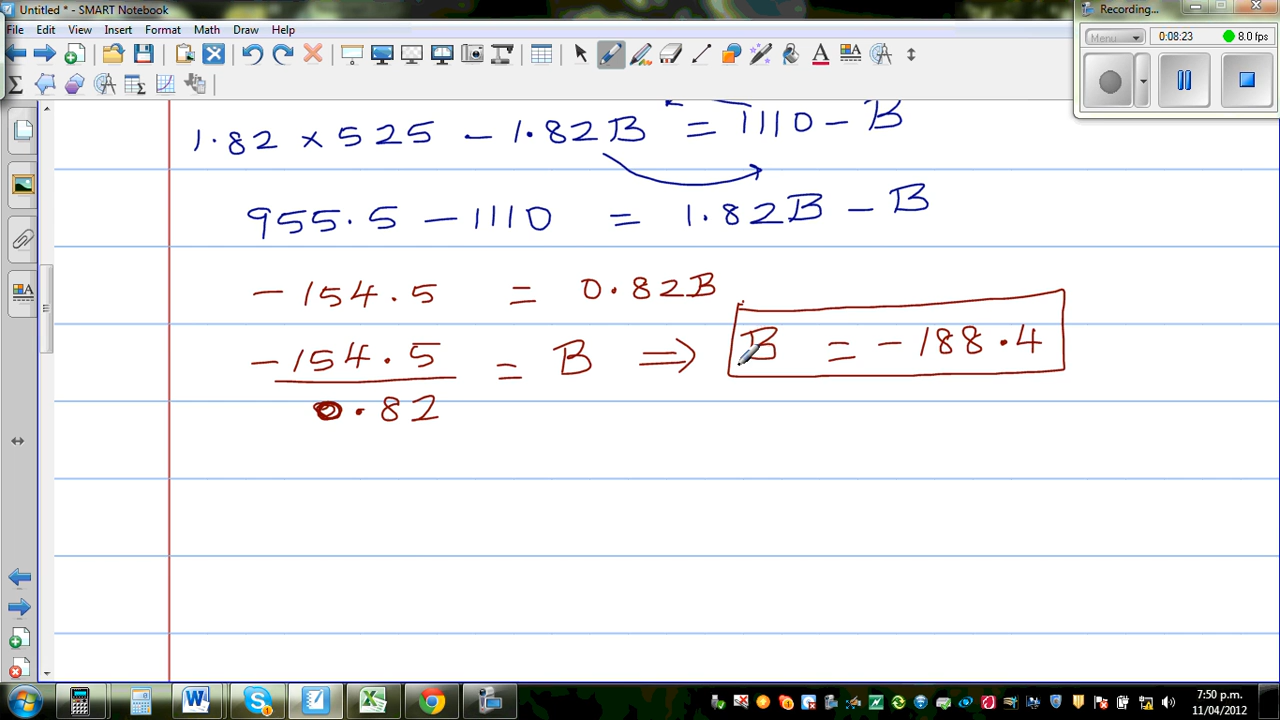 Untitled * - SMART Notebook
Recording...
File Edit View Insert Format Math Draw Help
Menu 0:08:23 8.0 fps
1.82 × 525 - 1.82B = 1110 - B
955.5 - 1110 = 1.82B - B
-154.5 = 0.82B
-154.5 = B ⇒ B = -188.4
0.82
7:50 p.m.
11/04/2012